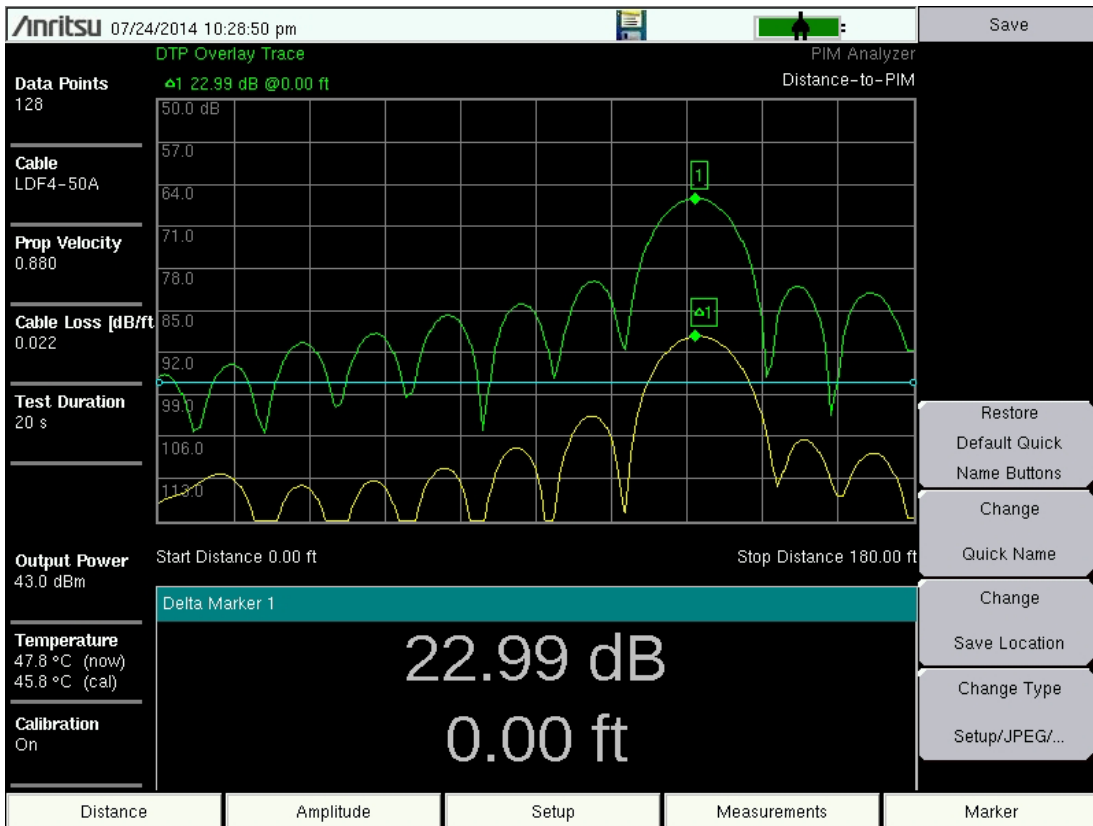 Anritsu 07/24/2014 10:28:50 pm
Save
DTP Overlay Trace
PIM Analyzer
Δ1 22.99 dB @0.00 ft
Distance-to-PIM
Data Points
128
Cable
LDF4-50A
Prop Velocity
0.880
Cable Loss [dB/ft
0.022
Test Duration
20 s
Output Power
43.0 dBm
Temperature
47.8 °C (now)
45.8 °C (cal)
Calibration
On
50.0 dB
57.0
64.0
71.0
78.0
85.0
92.0
99.0
106.0
113.0
1
Δ1
Start Distance 0.00 ft
Stop Distance 180.00 ft
Delta Marker 1
22.99 dB
0.00 ft
Restore
Default Quick
Name Buttons
Change
Quick Name
Change
Save Location
Change Type
Setup/JPEG/...
Distance
Amplitude
Setup
Measurements
Marker